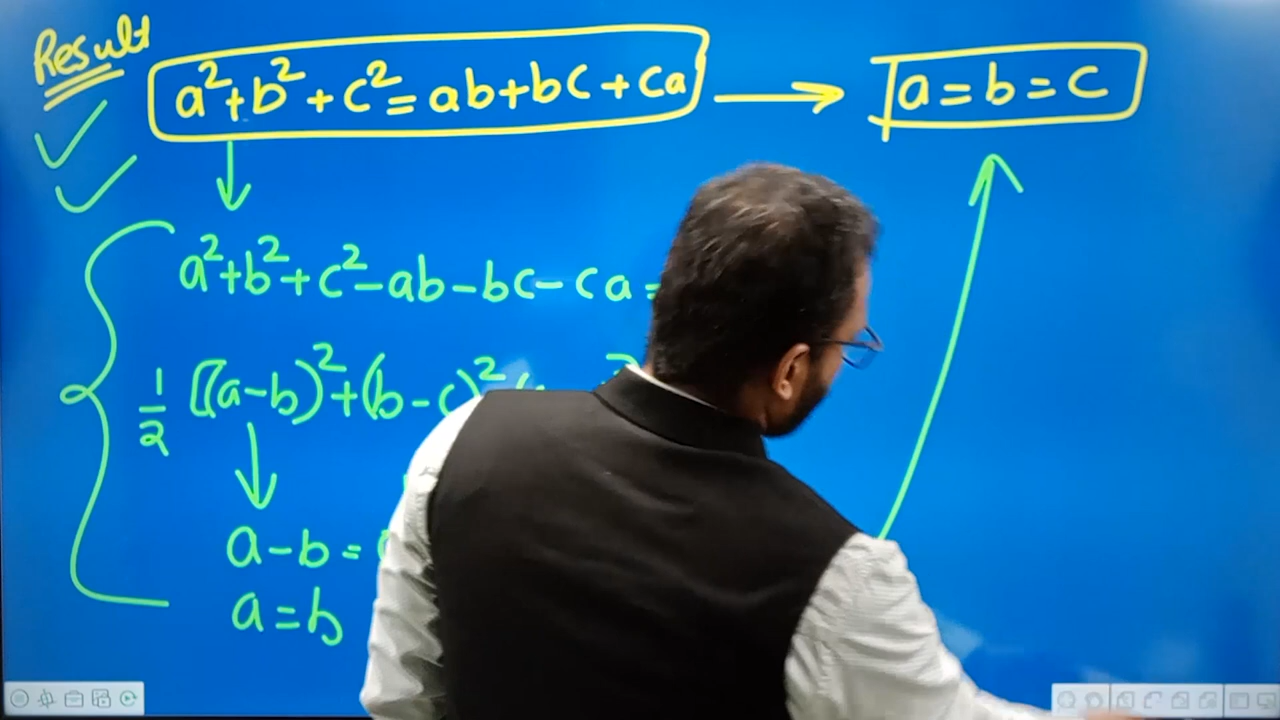 Result
a²+b²+c²=ab+bc+ca → a=b=c
a²+b²+c²-ab-bc-ca=
1/2 [(a-b)²+(b-c)²
a-b=
a=b